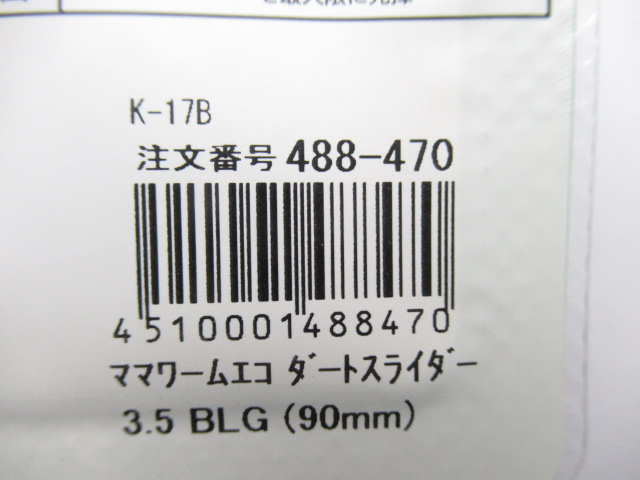 K-17B
注文番号 488-470
4510001488470
ﾏﾏﾜｰﾑｴｺ ﾀﾞｰﾄｽﾗｲﾀﾞｰ
3.5 BLG (90mm)